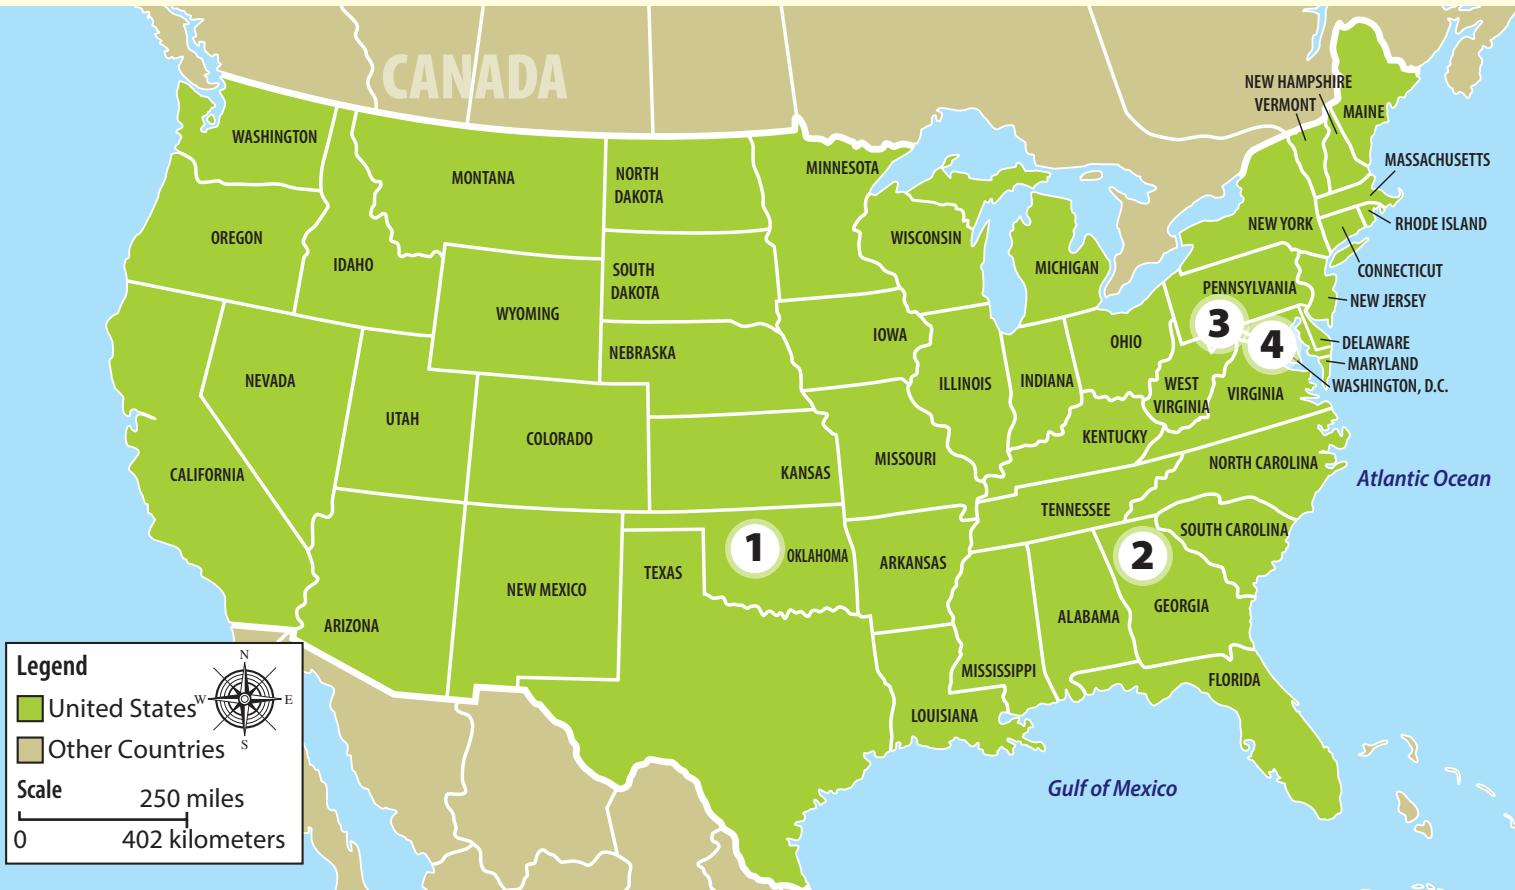 CANADA
NEW HAMPSHIRE
VERMONT
MAINE
WASHINGTON
MONTANA
NORTH
DAKOTA
MINNESOTA
MASSACHUSETTS
OREGON
IDAHO
WISCONSIN
NEW YORK
RHODE ISLAND
SOUTH
DAKOTA
MICHIGAN
CONNECTICUT
WYOMING
PENNSYLVANIA
NEW JERSEY
3
4
IOWA
OHIO
DELAWARE
NEBRASKA
MARYLAND
NEVADA
ILLINOIS
INDIANA
WEST
VIRGINIA
VIRGINIA
WASHINGTON, D.C.
UTAH
COLORADO
KENTUCKY
CALIFORNIA
KANSAS
MISSOURI
NORTH CAROLINA
Atlantic Ocean
TENNESSEE
SOUTH CAROLINA
1
OKLAHOMA
2
TEXAS
ARKANSAS
NEW MEXICO
ARIZONA
ALABAMA
GEORGIA
MISSISSIPPI
FLORIDA
LOUISIANA
Gulf of Mexico
Legend
N
W
E
S
United States
Other Countries
Scale
250 miles
0
402 kilometers